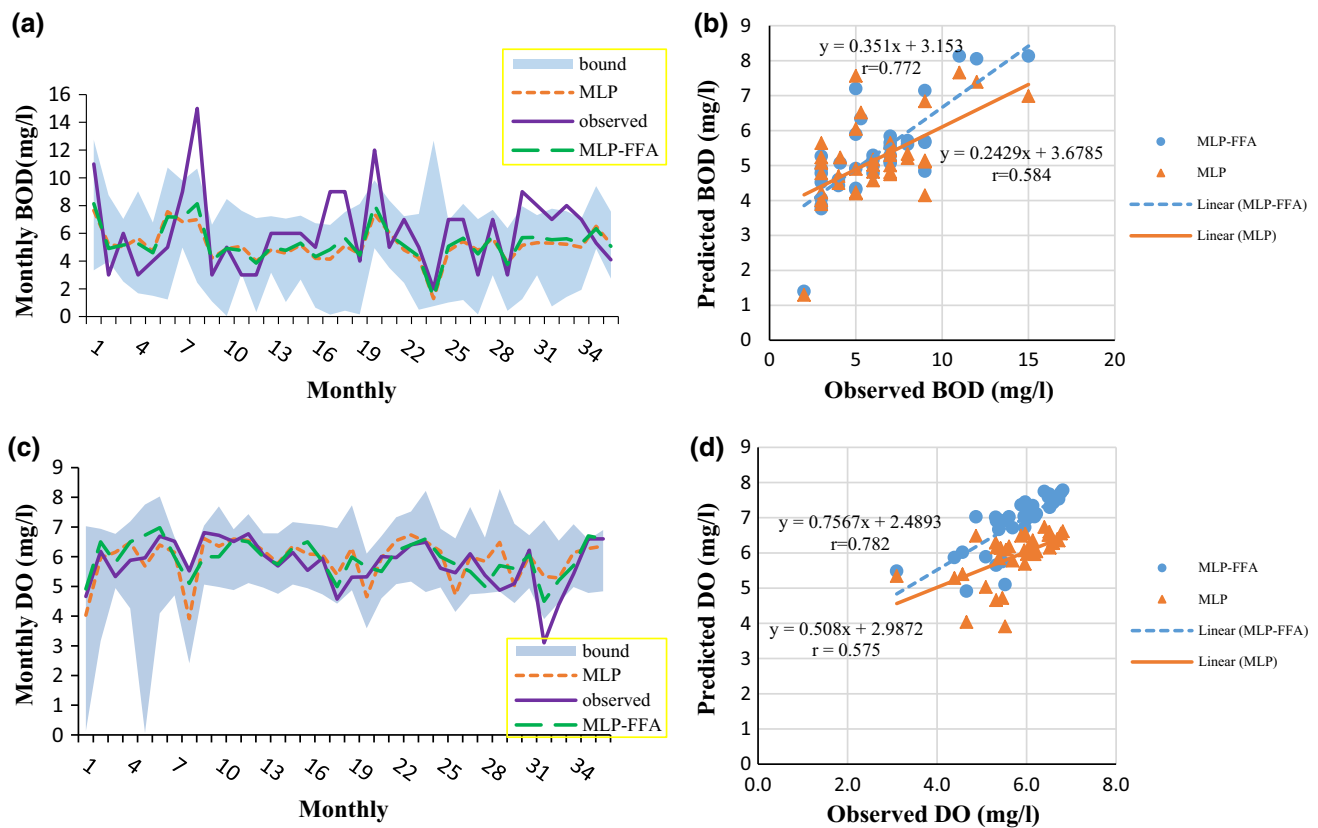 (a)
bound
MLP
observed
MLP-FFA
Monthly BOD(mg/l)
16
14
12
10
8
6
4
2
0
1 4 7 10 13 16 19 22 25 28 31 34
Monthly
(b)
y = 0.351x + 3.153
r=0.772
y = 0.2429x + 3.6785
r=0.584
Predicted BOD (mg/l)
9
8
7
6
5
4
3
2
1
0
0 5 10 15 20
Observed BOD (mg/l)
MLP-FFA
MLP
Linear (MLP-FFA)
Linear (MLP)
(c)
Monthly DO (mg/l)
9
8
7
6
5
4
3
2
1
0
bound
MLP
observed
MLP-FFA
1 4 7 10 13 16 19 22 25 28 31 34
Monthly
(d)
y = 0.7567x + 2.4893
r=0.782
y = 0.508x + 2.9872
r = 0.575
Predicted DO (mg/l)
9
8
7
6
5
4
3
2
1
0
0.0 2.0 4.0 6.0 8.0
Observed DO (mg/l)
MLP-FFA
MLP
Linear (MLP-FFA)
Linear (MLP)